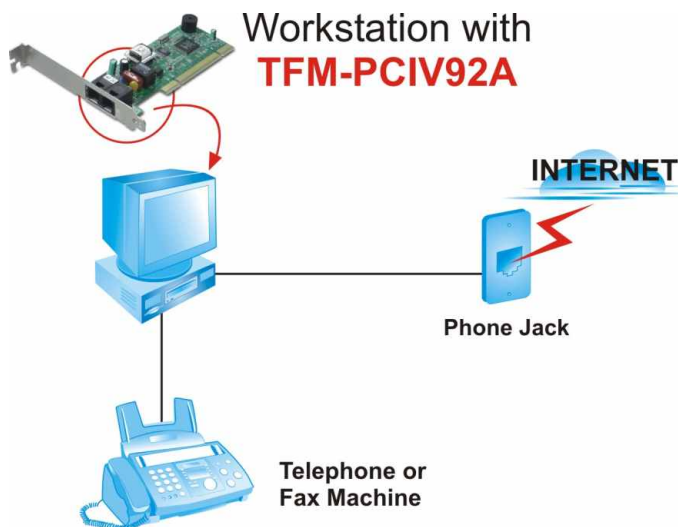 Workstation with
TFM-PCIV92A
INTERNET
Phone Jack
Telephone or
Fax Machine